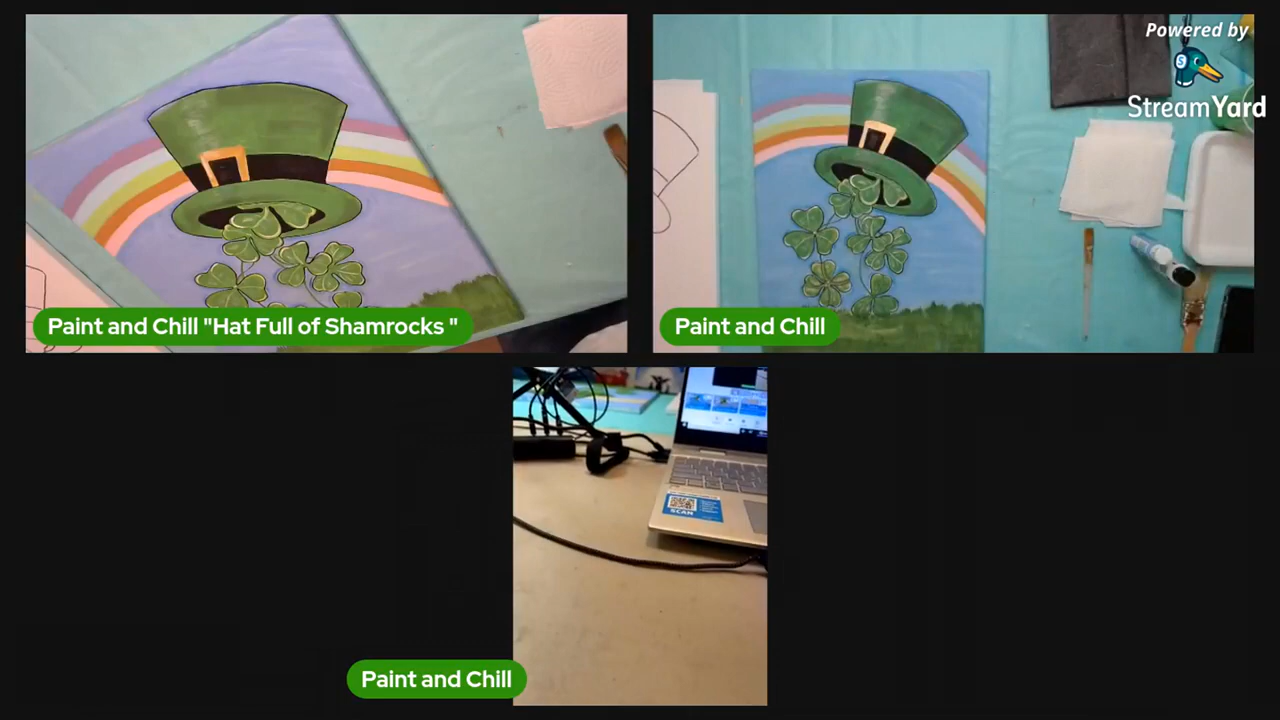 Powered by
StreamYard
Paint and Chill "Hat Full of Shamrocks "
Paint and Chill
SCAN
Paint and Chill